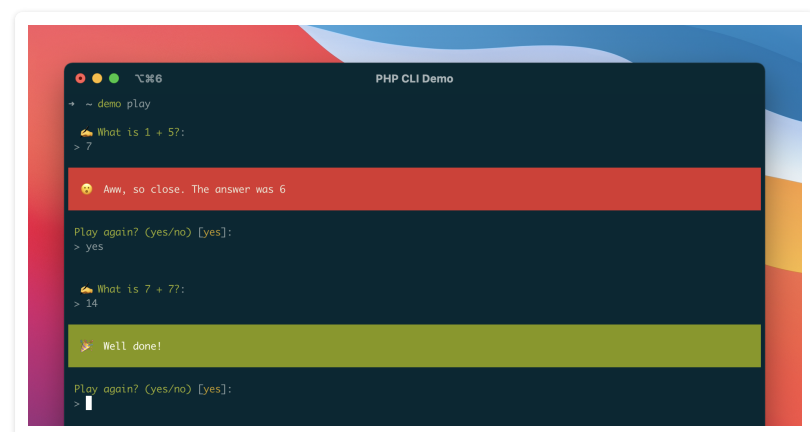 ⌥⌘6 PHP CLI Demo
➜ ~ demo play
✍️ What is 1 + 5?:
> 7
😮 Aww, so close. The answer was 6
Play again? (yes/no) [yes]:
> yes
✍️ What is 7 + 7?:
> 14
🎉 Well done!
Play again? (yes/no) [yes]:
>